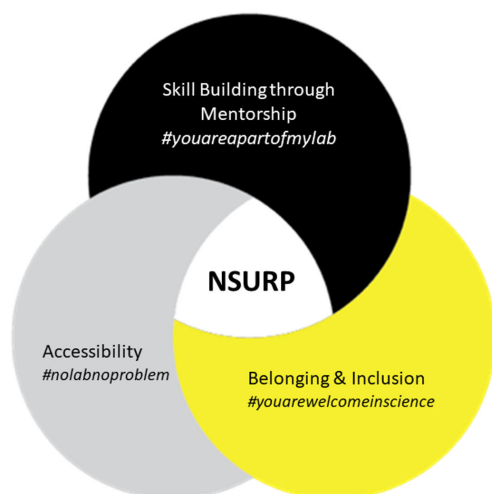 Skill Building through
Mentorship
#youareapartofmylab
NSURP
Accessibility
#nolabnoproblem
Belonging & Inclusion
#youarewelcomeinscience